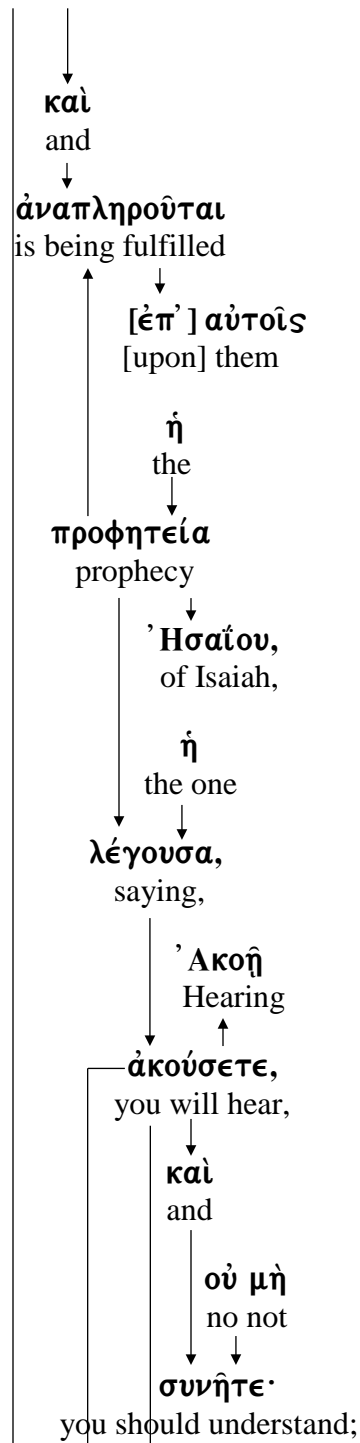 καὶ
and
ἀναπληροῦται
is being fulfilled
[ἐπ’ ] αὐτοῖς
[upon] them
ἡ
the
προφητεία
prophecy
’Ησαΐου,
of Isaiah,
ἡ
the one
λέγουσα,
saying,
’Ακοῇ
Hearing
ἀκούσετε,
you will hear,
καὶ
and
οὐ μὴ
no not
συνῆτε·
you should understand;